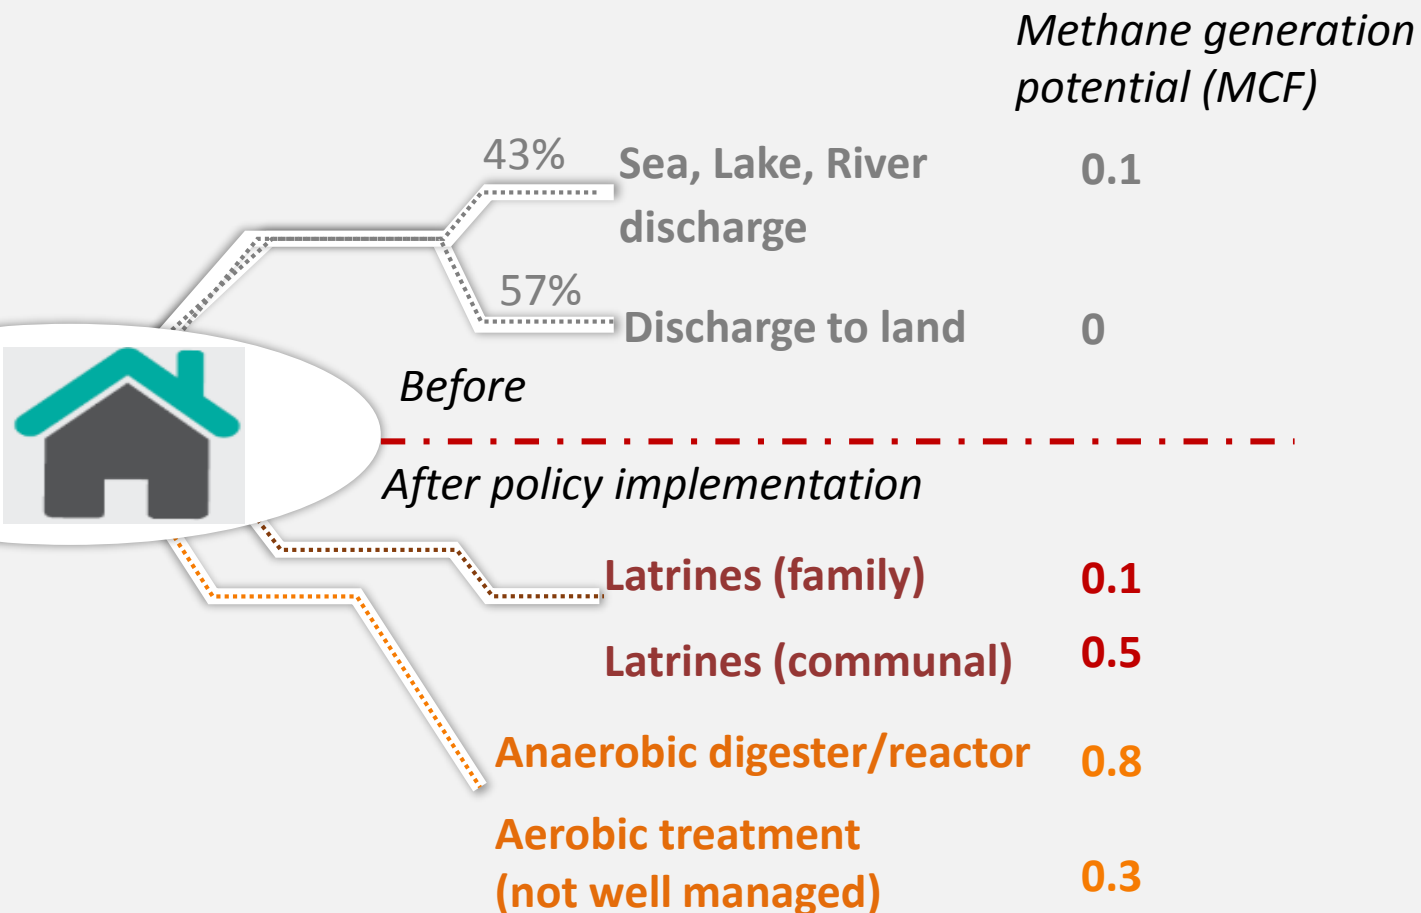 Methane generation
potential (MCF)
43%
Sea, Lake, River
discharge
0.1
57%
Discharge to land
0
Before
After policy implementation
Latrines (family)
0.1
Latrines (communal)
0.5
Anaerobic digester/reactor
0.8
Aerobic treatment
(not well managed)
0.3